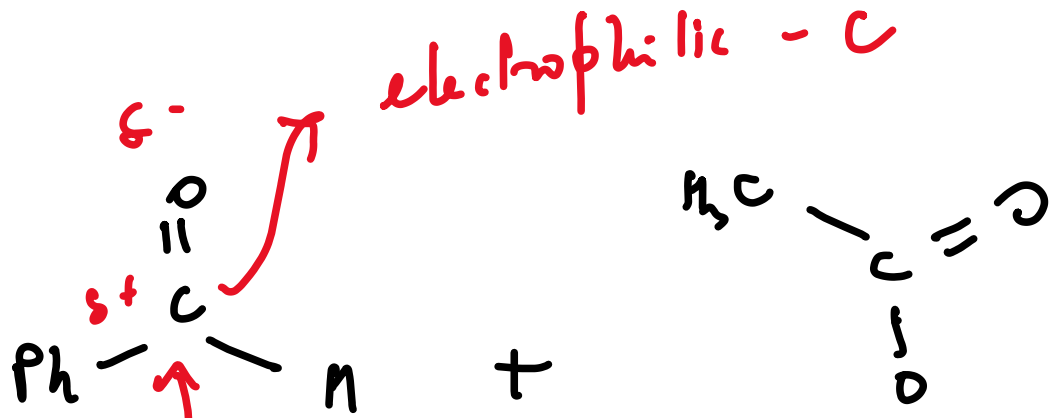 electrophilic - C
δ -
O
H₃C
O
||
C
=
δ +
C
Ph
H
+
O